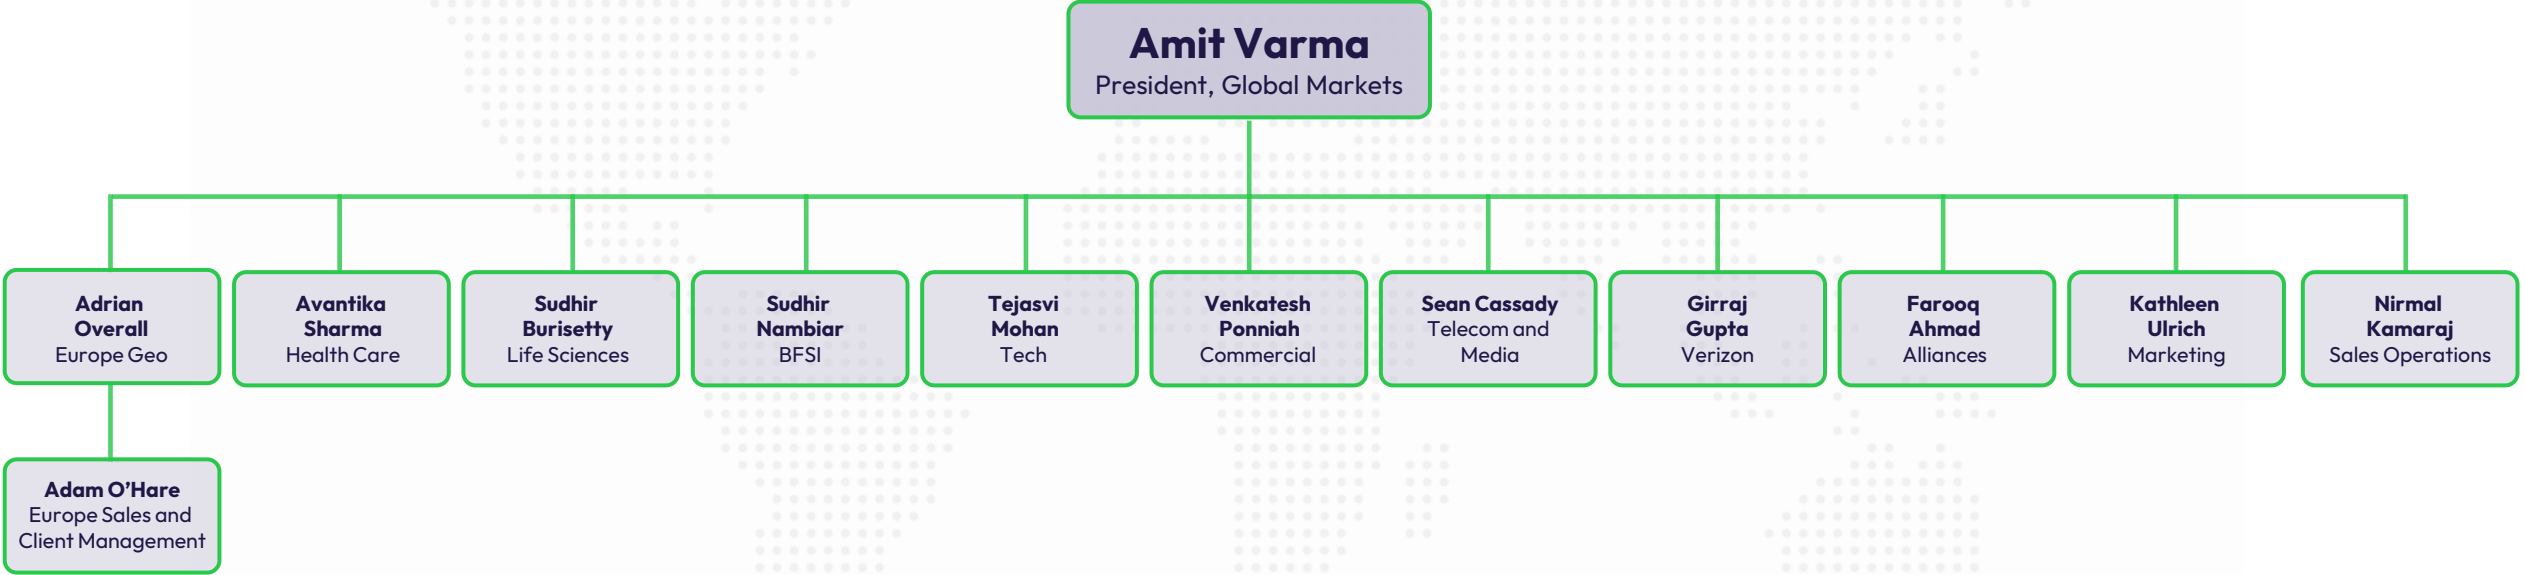 Amit Varma
President, Global Markets
Adrian
Overall
Europe Geo
Avantika
Sharma
Health Care
Sudhir
Burisetty
Life Sciences
Sudhir
Nambiar
BFSI
Tejasvi
Mohan
Tech
Venkatesh
Ponniah
Commercial
Sean Cassady
Telecom and
Media
Girraj
Gupta
Verizon
Farooq
Ahmad
Alliances
Kathleen
Ulrich
Marketing
Nirmal
Kamaraj
Sales Operations
Adam O’Hare
Europe Sales and
Client Management